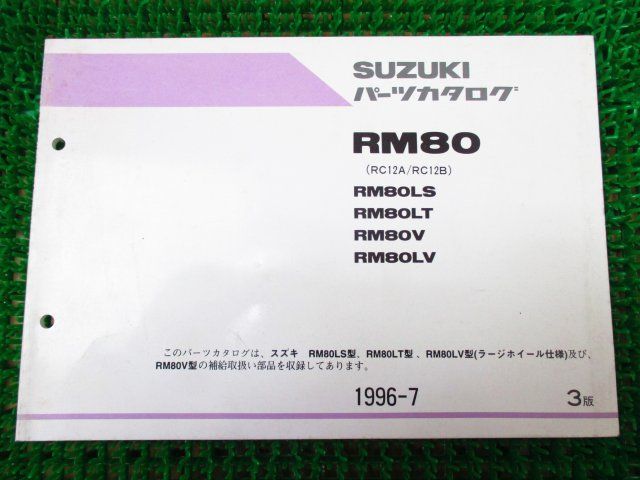 SUZUKI
パーツカタログ
RM80
(RC12A/RC12B)
RM80LS
RM80LT
RM80V
RM80LV
このパーツカタログは、スズキ RM80LS型、RM80LT型、RM80LV型(ラージホイール仕様)及び、
RM80V型の補給取扱い部品を収録してあります。
1996-7
3版